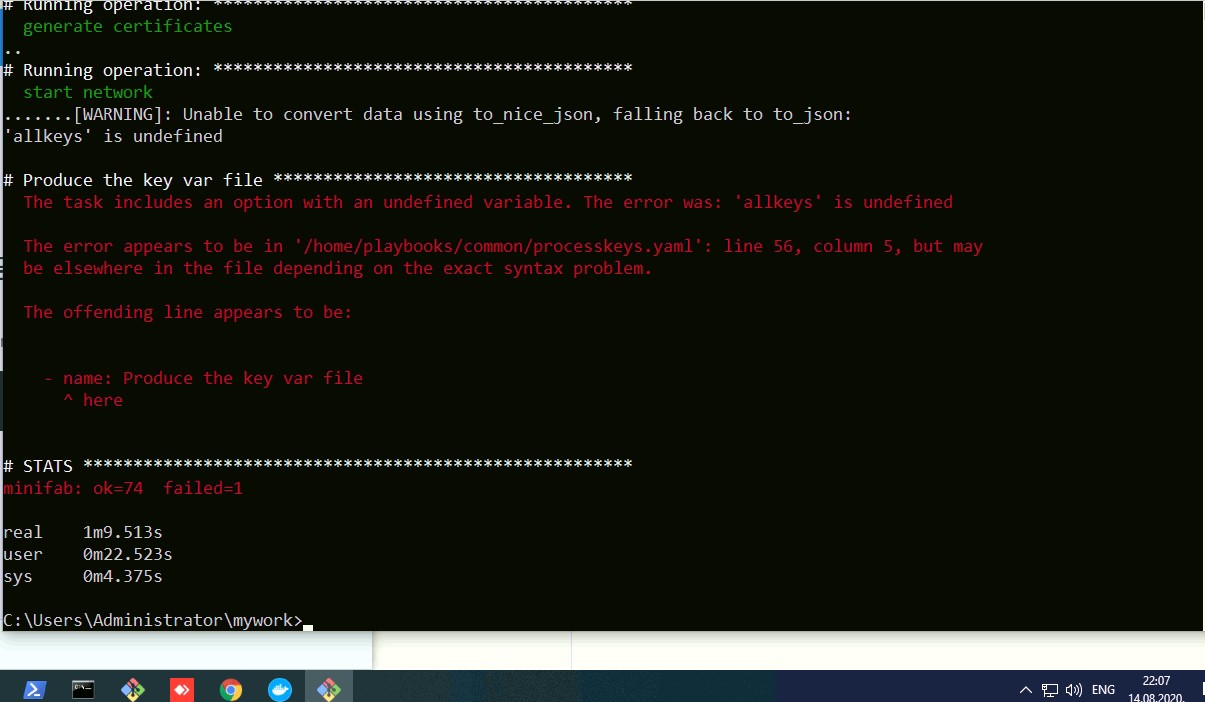 # Running operation: ******************************************
generate certificates
..
# Running operation: ******************************************
start network
.......[WARNING]: Unable to convert data using to_nice_json, falling back to to_json:
'allkeys' is undefined
# Produce the key var file ************************************
The task includes an option with an undefined variable. The error was: 'allkeys' is undefined
The error appears to be in '/home/playbooks/common/processkeys.yaml': line 56, column 5, but may
be elsewhere in the file depending on the exact syntax problem.
The offending line appears to be:
- name: Produce the key var file
^ here
# STATS *******************************************************
minifab: ok=74  failed=1
real    1m9.513s
user    0m22.523s
sys     0m4.375s
C:\Users\Administrator\mywork>
ENG
22:07
14.08.2020.